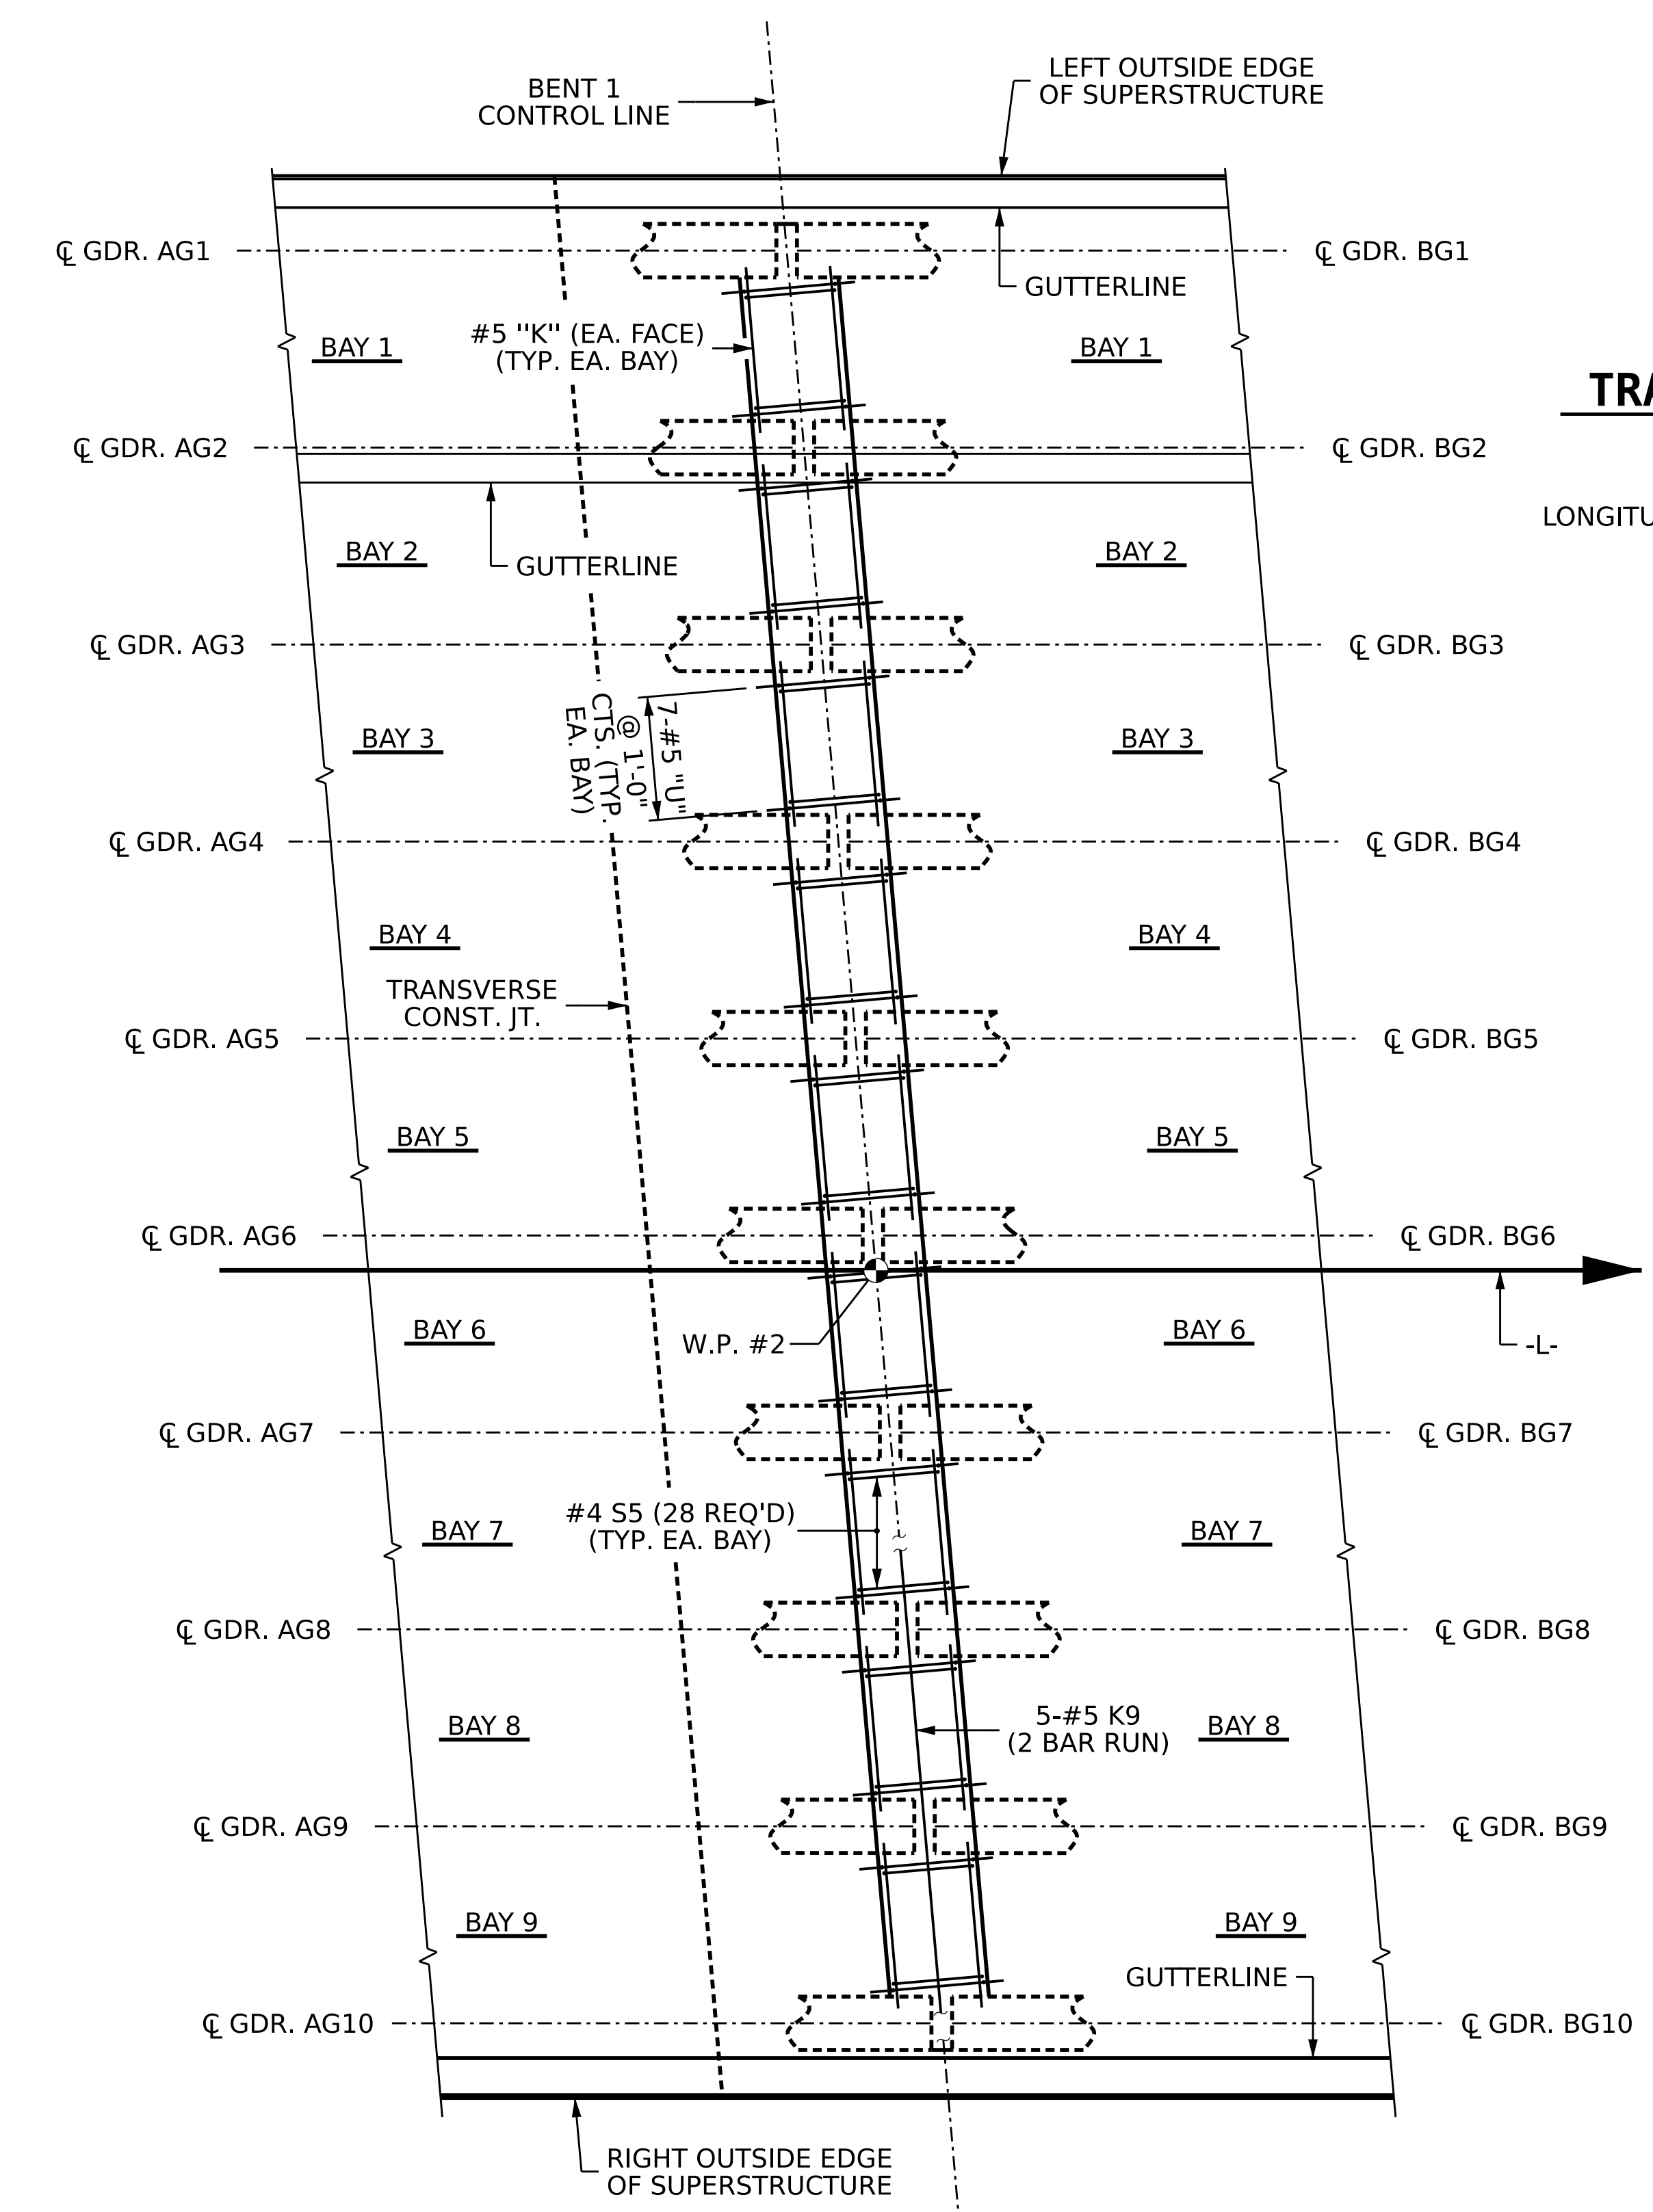 LEFT OUTSIDE EDGE
OF SUPERSTRUCTURE
BENT 1
CONTROL LINE
℄ GDR. AG1
℄ GDR. BG1
GUTTERLINE
#5 "K" (EA. FACE)
(TYP. EA. BAY)
BAY 1
BAY 1
TRA
℄ GDR. AG2
℄ GDR. BG2
LONGITU
BAY 2
BAY 2
GUTTERLINE
℄ GDR. AG3
℄ GDR. BG3
7-#5 "U"
@ 1'-0"
CTS. (TYP.
EA. BAY)
BAY 3
BAY 3
℄ GDR. AG4
℄ GDR. BG4
BAY 4
BAY 4
TRANSVERSE
CONST. JT.
℄ GDR. AG5
℄ GDR. BG5
BAY 5
BAY 5
℄ GDR. AG6
℄ GDR. BG6
BAY 6
BAY 6
W.P. #2
-L-
℄ GDR. AG7
℄ GDR. BG7
#4 S5 (28 REQ'D)
(TYP. EA. BAY)
BAY 7
BAY 7
℄ GDR. AG8
℄ GDR. BG8
5-#5 K9
(2 BAR RUN)
BAY 8
BAY 8
℄ GDR. AG9
℄ GDR. BG9
BAY 9
BAY 9
GUTTERLINE
℄ GDR. AG10
℄ GDR. BG10
RIGHT OUTSIDE EDGE
OF SUPERSTRUCTURE